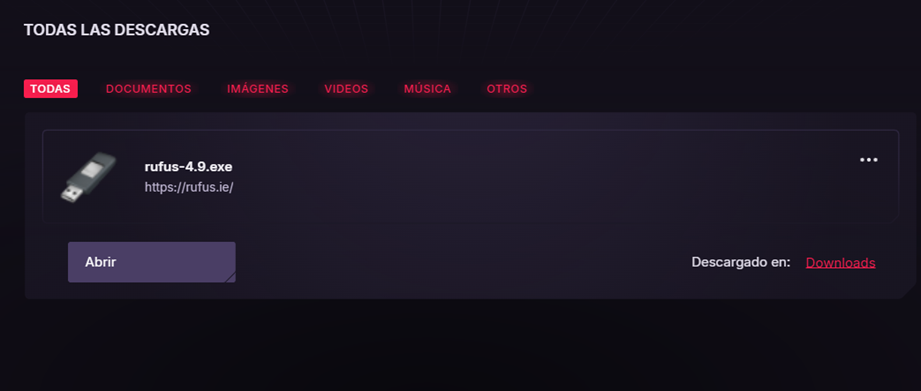 TODAS LAS DESCARGAS
TODAS DOCUMENTOS IMÁGENES VIDEOS MÚSICA OTROS
rufus-4.9.exe
https://rufus.ie/
Abrir
Descargado en: Downloads